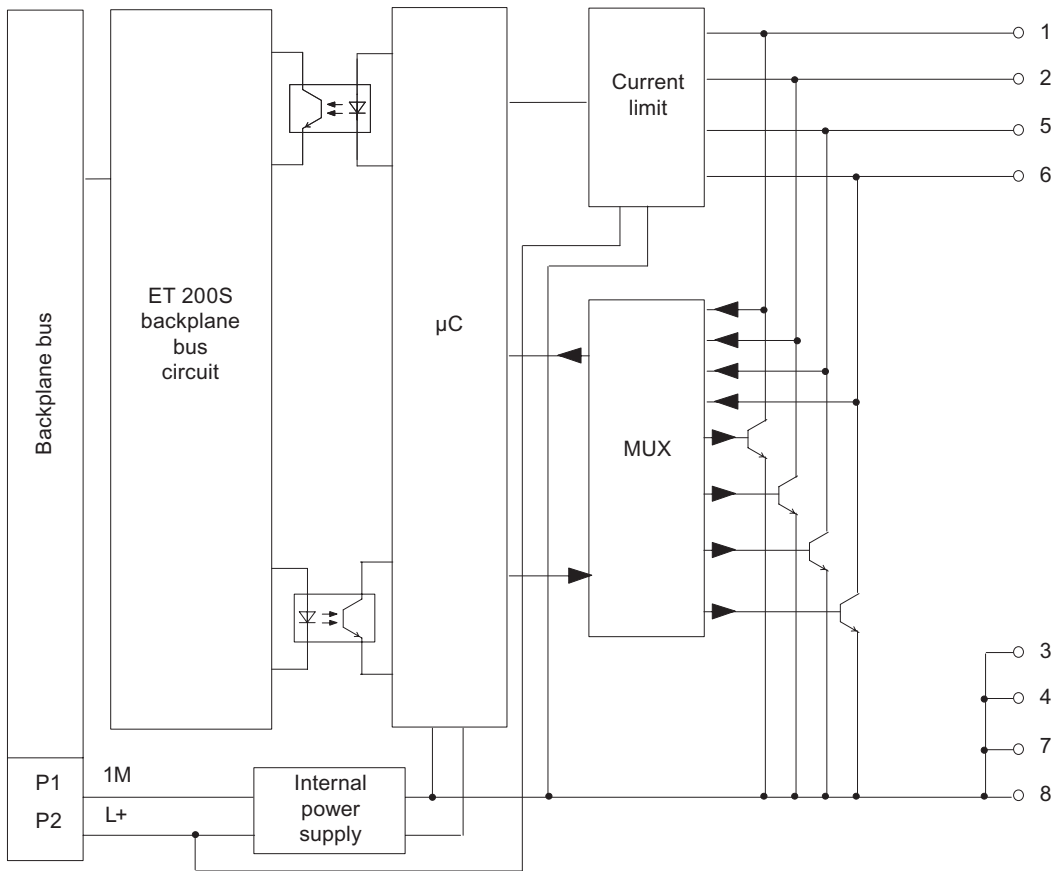 Backplane bus
ET 200S
backplane
bus
circuit
µC
Current
limit
1
2
5
6
MUX
3
4
7
8
P1
1M
P2
L+
Internal
power
supply